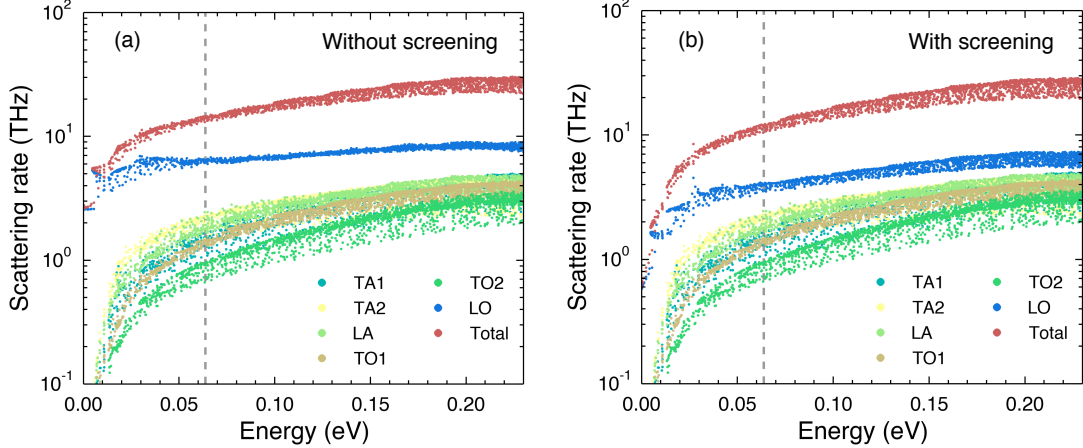 (a) Without screening
Scattering rate (THz)
10²
10¹
10⁰
10⁻¹
TA1 TO2
TA2 LO
LA Total
TO1
0.00 0.05 0.10 0.15 0.20
Energy (eV)
(b) With screening
Scattering rate (THz)
10²
10¹
10⁰
10⁻¹
TA1 TO2
TA2 LO
LA Total
TO1
0.00 0.05 0.10 0.15 0.20
Energy (eV)